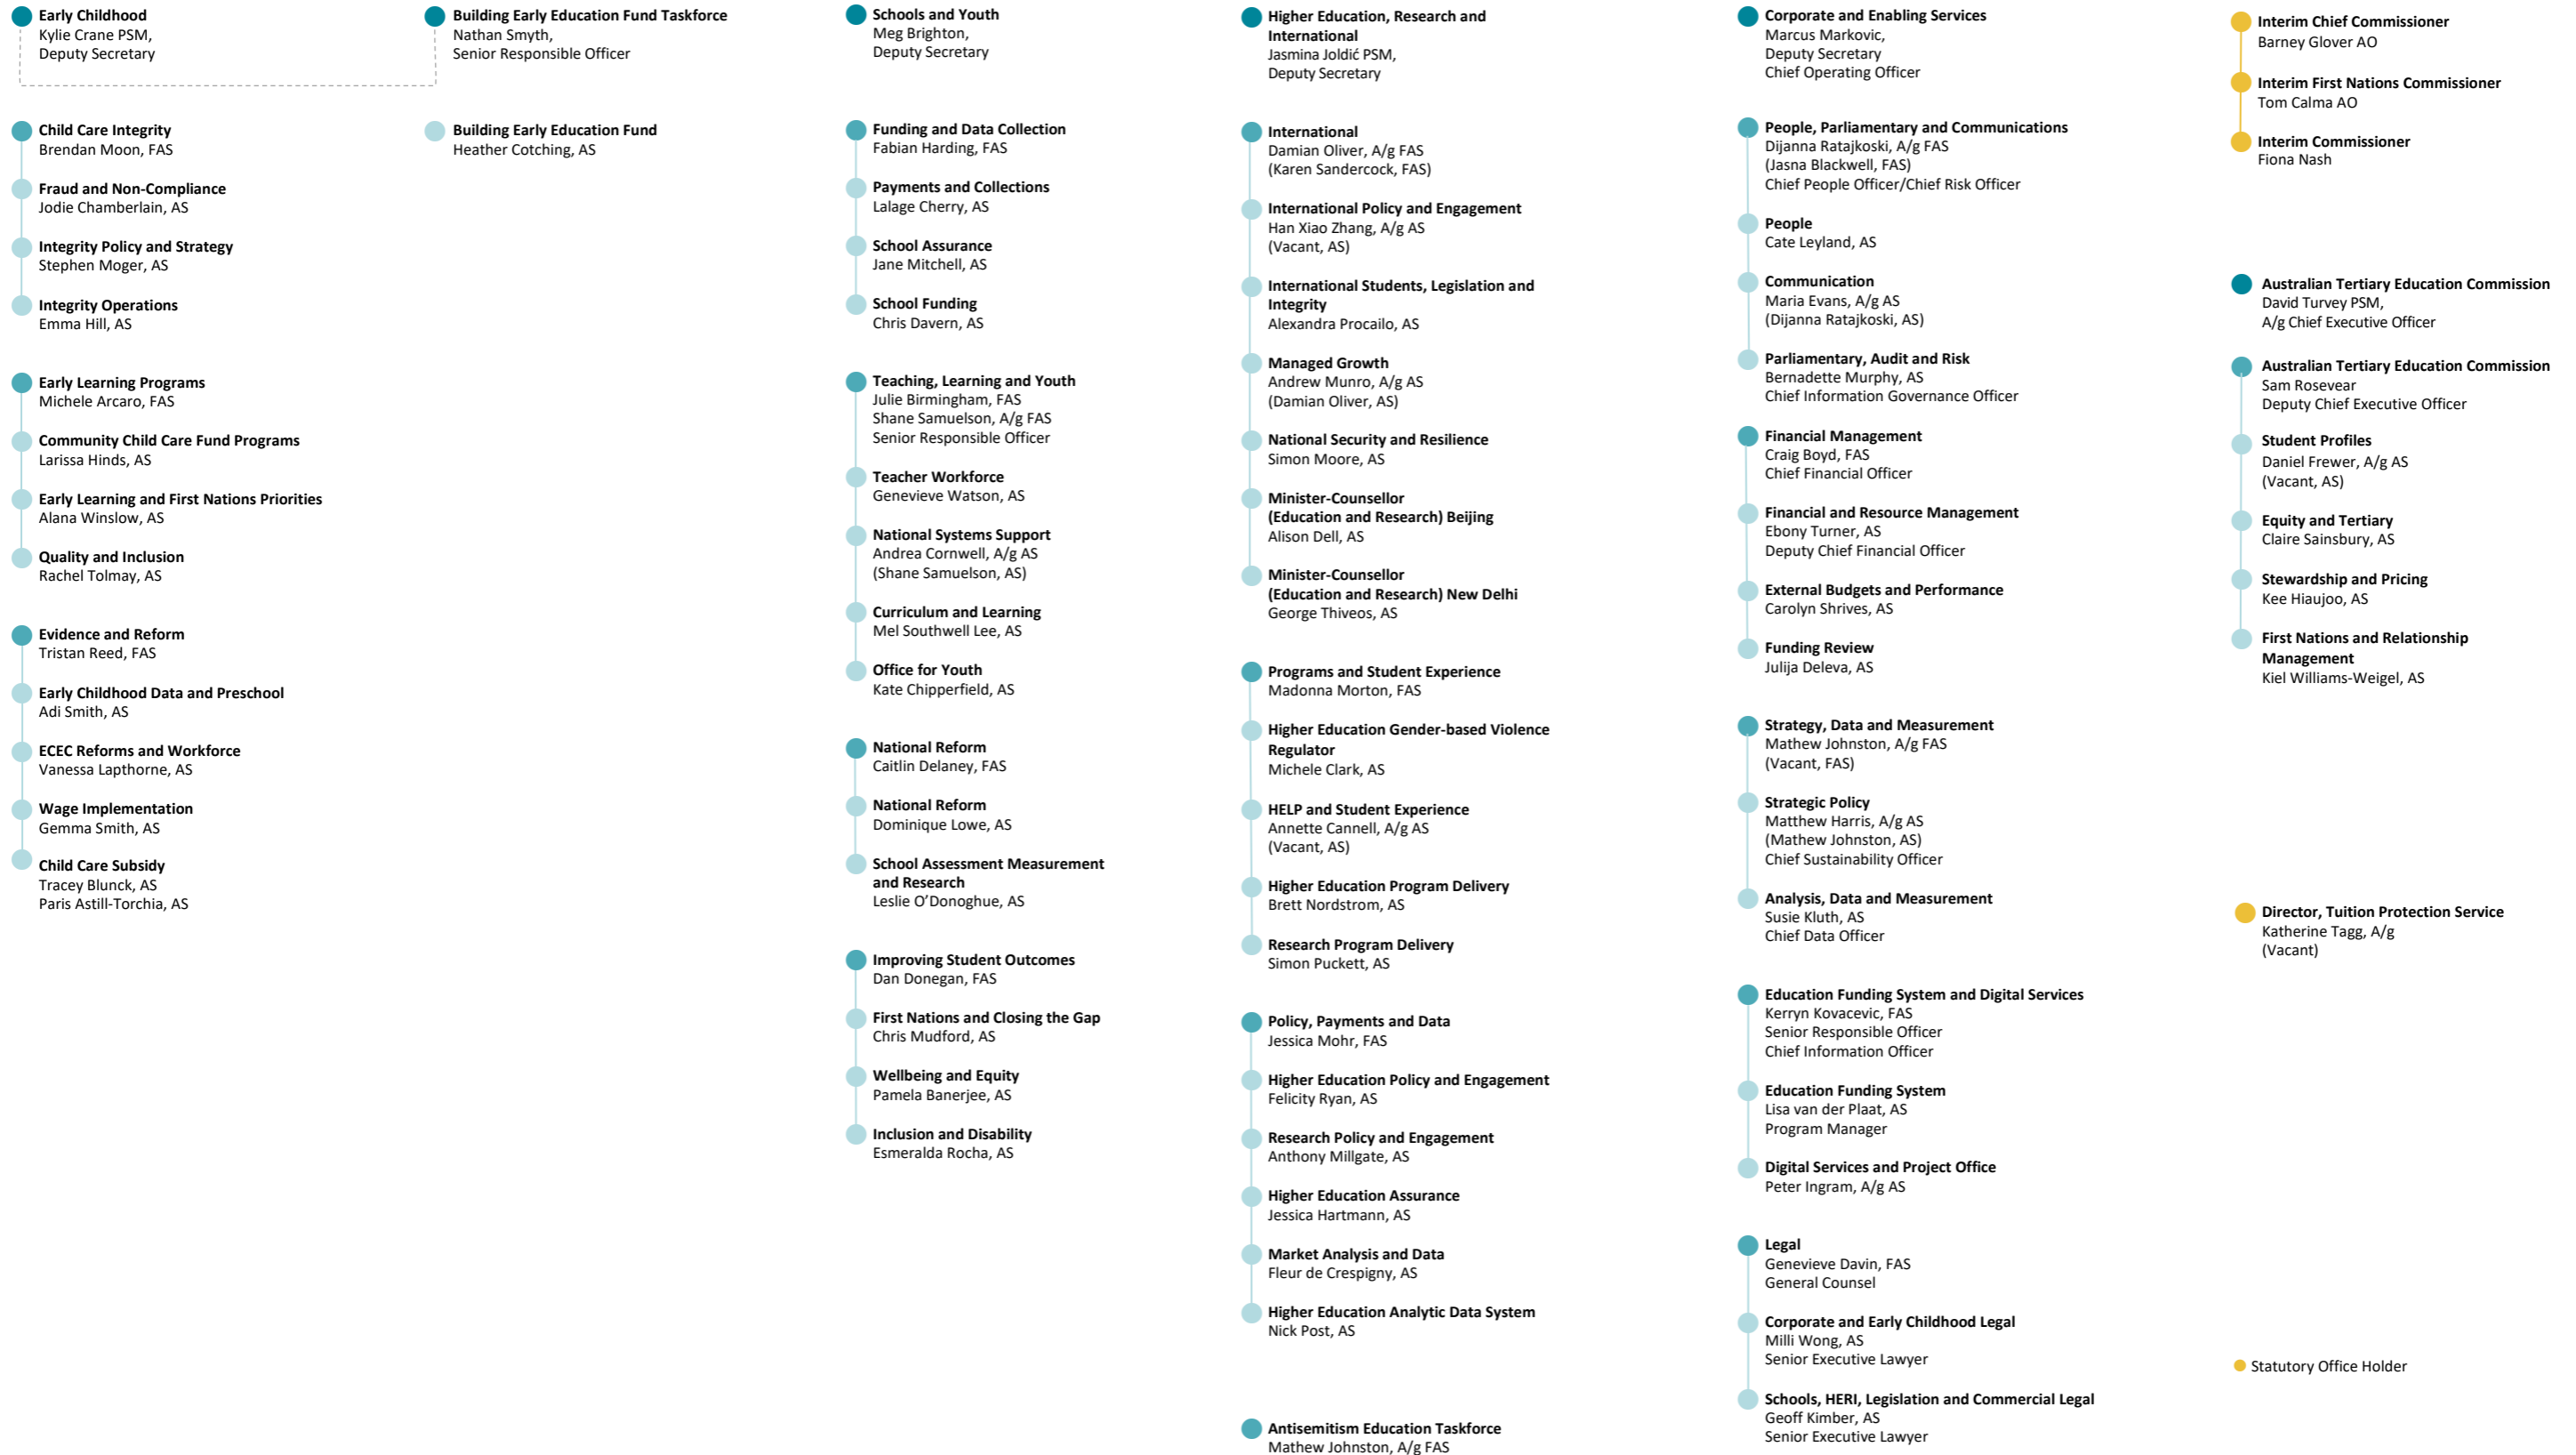 Early Childhood
Kylie Crane PSM,
Deputy Secretary
Child Care Integrity
Brendan Moon, FAS
Fraud and Non-Compliance
Jodie Chamberlain, AS
Integrity Policy and Strategy
Stephen Moger, AS
Integrity Operations
Emma Hill, AS
Early Learning Programs
Michele Arcaro, FAS
Community Child Care Fund Programs
Larissa Hinds, AS
Early Learning and First Nations Priorities
Alana Winslow, AS
Quality and Inclusion
Rachel Tolmay, AS
Evidence and Reform
Tristan Reed, FAS
Early Childhood Data and Preschool
Adi Smith, AS
ECEC Reforms and Workforce
Vanessa Lapthorne, AS
Wage Implementation
Gemma Smith, AS
Child Care Subsidy
Tracey Blunck, AS
Paris Astill-Torchia, AS
Building Early Education Fund Taskforce
Nathan Smyth,
Senior Responsible Officer
Building Early Education Fund
Heather Cotching, AS
Schools and Youth
Meg Brighton,
Deputy Secretary
Funding and Data Collection
Fabian Harding, FAS
Payments and Collections
Lalage Cherry, AS
School Assurance
Jane Mitchell, AS
School Funding
Chris Davern, AS
Teaching, Learning and Youth
Julie Birmingham, FAS
Shane Samuelson, A/g FAS
Senior Responsible Officer
Teacher Workforce
Genevieve Watson, AS
National Systems Support
Andrea Cornwell, A/g AS
(Shane Samuelson, AS)
Curriculum and Learning
Mel Southwell Lee, AS
Office for Youth
Kate Chipperfield, AS
National Reform
Caitlin Delaney, FAS
National Reform
Dominique Lowe, AS
School Assessment Measurement
and Research
Leslie O’Donoghue, AS
Improving Student Outcomes
Dan Donegan, FAS
First Nations and Closing the Gap
Chris Mudford, AS
Wellbeing and Equity
Pamela Banerjee, AS
Inclusion and Disability
Esmeralda Rocha, AS
Higher Education, Research and
International
Jasmina Joldić PSM,
Deputy Secretary
International
Damian Oliver, A/g FAS
(Karen Sandercock, FAS)
International Policy and Engagement
Han Xiao Zhang, A/g AS
(Vacant, AS)
International Students, Legislation and
Integrity
Alexandra Procailo, AS
Managed Growth
Andrew Munro, A/g AS
(Damian Oliver, AS)
National Security and Resilience
Simon Moore, AS
Minister-Counsellor
(Education and Research) Beijing
Alison Dell, AS
Minister-Counsellor
(Education and Research) New Delhi
George Thiveos, AS
Programs and Student Experience
Madonna Morton, FAS
Higher Education Gender-based Violence
Regulator
Michele Clark, AS
HELP and Student Experience
Annette Cannell, A/g AS
(Vacant, AS)
Higher Education Program Delivery
Brett Nordstrom, AS
Research Program Delivery
Simon Puckett, AS
Policy, Payments and Data
Jessica Mohr, FAS
Higher Education Policy and Engagement
Felicity Ryan, AS
Research Policy and Engagement
Anthony Millgate, AS
Higher Education Assurance
Jessica Hartmann, AS
Market Analysis and Data
Fleur de Crespigny, AS
Higher Education Analytic Data System
Nick Post, AS
Antisemitism Education Taskforce
Mathew Johnston, A/g FAS
Corporate and Enabling Services
Marcus Markovic,
Deputy Secretary
Chief Operating Officer
People, Parliamentary and Communications
Dijanna Ratajkoski, A/g FAS
(Jasna Blackwell, FAS)
Chief People Officer/Chief Risk Officer
People
Cate Leyland, AS
Communication
Maria Evans, A/g AS
(Dijanna Ratajkoski, AS)
Parliamentary, Audit and Risk
Bernadette Murphy, AS
Chief Information Governance Officer
Financial Management
Craig Boyd, FAS
Chief Financial Officer
Financial and Resource Management
Ebony Turner, AS
Deputy Chief Financial Officer
External Budgets and Performance
Carolyn Shrives, AS
Funding Review
Julija Deleva, AS
Strategy, Data and Measurement
Mathew Johnston, A/g FAS
(Vacant, FAS)
Strategic Policy
Matthew Harris, A/g AS
(Mathew Johnston, AS)
Chief Sustainability Officer
Analysis, Data and Measurement
Susie Kluth, AS
Chief Data Officer
Education Funding System and Digital Services
Kerryn Kovacevic, FAS
Senior Responsible Officer
Chief Information Officer
Education Funding System
Lisa van der Plaat, AS
Program Manager
Digital Services and Project Office
Peter Ingram, A/g AS
Legal
Genevieve Davin, FAS
General Counsel
Corporate and Early Childhood Legal
Milli Wong, AS
Senior Executive Lawyer
Schools, HERI, Legislation and Commercial Legal
Geoff Kimber, AS
Senior Executive Lawyer
Interim Chief Commissioner
Barney Glover AO
Interim First Nations Commissioner
Tom Calma AO
Interim Commissioner
Fiona Nash
Australian Tertiary Education Commission
David Turvey PSM,
A/g Chief Executive Officer
Australian Tertiary Education Commission
Sam Rosevear
Deputy Chief Executive Officer
Student Profiles
Daniel Frewer, A/g AS
(Vacant, AS)
Equity and Tertiary
Claire Sainsbury, AS
Stewardship and Pricing
Kee Hiaujoo, AS
First Nations and Relationship
Management
Kiel Williams-Weigel, AS
Director, Tuition Protection Service
Katherine Tagg, A/g
(Vacant)
Statutory Office Holder